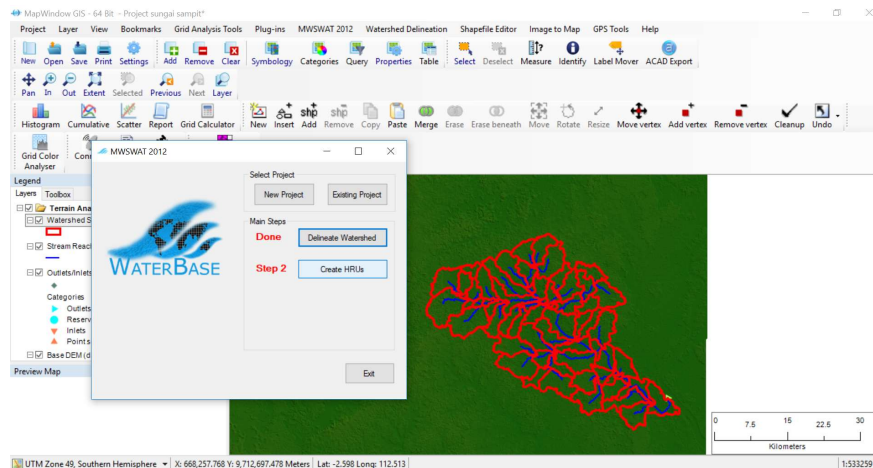 MapWindow GIS - 64 Bit - Project sungai sampit*
Project Layer View Bookmarks Grid Analysis Tools Plug-ins MWSWAT 2012 Watershed Delineation Shapefile Editor Image to Map GPS Tools Help
New Open Save Print Settings Add Remove Clear Symbology Categories Query Properties Table Select Deselect Measure Identify Label Mover ACAD Export
Pan In Out Extent Selected Previous Next Layer
Histogram Cumulative Scatter Report Grid Calculator New Insert Add Remove Copy Paste Merge Erase Erase beneath Move Rotate Resize Move vertex Add vertex Remove vertex Cleanup Undo
Grid Color
Analyser
MWSWAT 2012
Legend
Layers Toolbox
Terrain Ana
Watershed S
Stream Reac
Outlets/Inlets
Categories
Outlets
Reserv
Inlets
Points
Base DEM (d
Preview Map
Select Project
New Project Existing Project
Main Steps
Done Delineate Watershed
Step 2 Create HRUs
WATERBASE
Exit
0 7.5 15 22.5 30
Kilometers
UTM Zone 49, Southern Hemisphere X: 668,257.768 Y: 9,712,697.478 Meters Lat: -2.598 Long: 112.513 1:533259